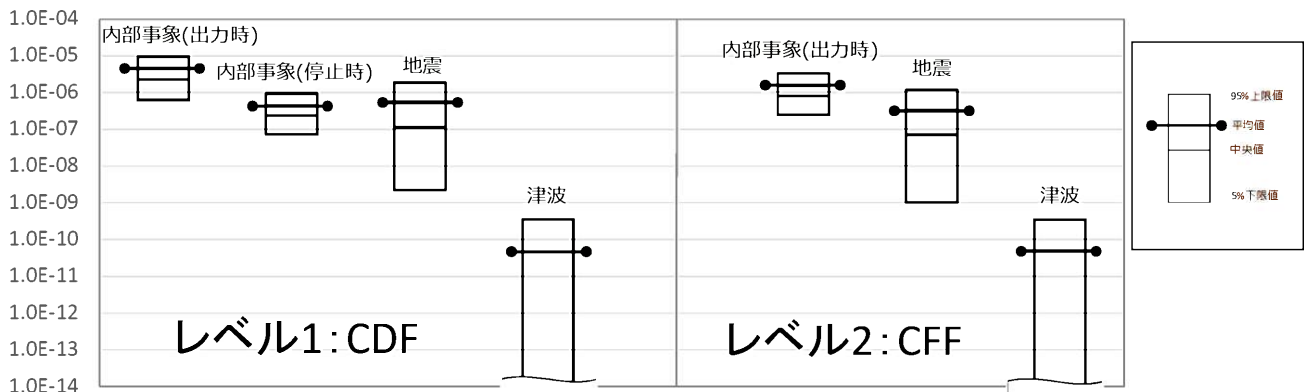 1.0E-04
1.0E-05
1.0E-06
1.0E-07
1.0E-08
1.0E-09
1.0E-10
1.0E-11
1.0E-12
1.0E-13
1.0E-14
内部事象(出力時)
内部事象(停止時)
地震
津波
レベル1:CDF
内部事象(出力時)
地震
津波
レベル2:CFF
95%上限値
平均値
中央値
5%下限値